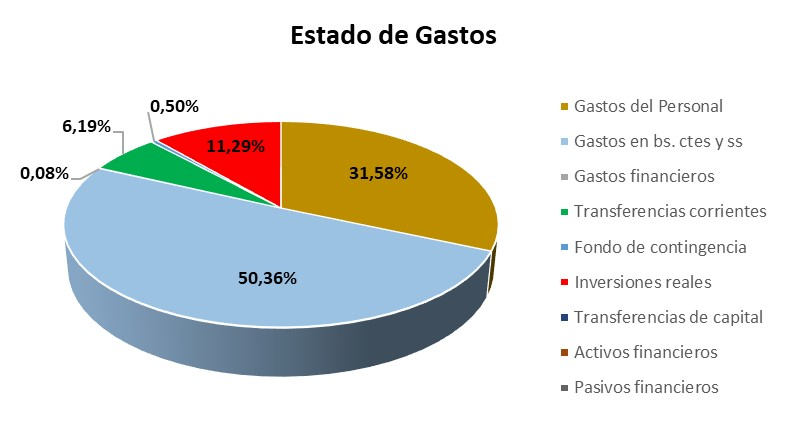 Estado de Gastos
0,50%
6,19%
11,29%
0,08%
31,58%
50,36%
Gastos del Personal
Gastos en bs. ctes y ss
Gastos financieros
Transferencias corrientes
Fondo de contingencia
Inversiones reales
Transferencias de capital
Activos financieros
Pasivos financieros